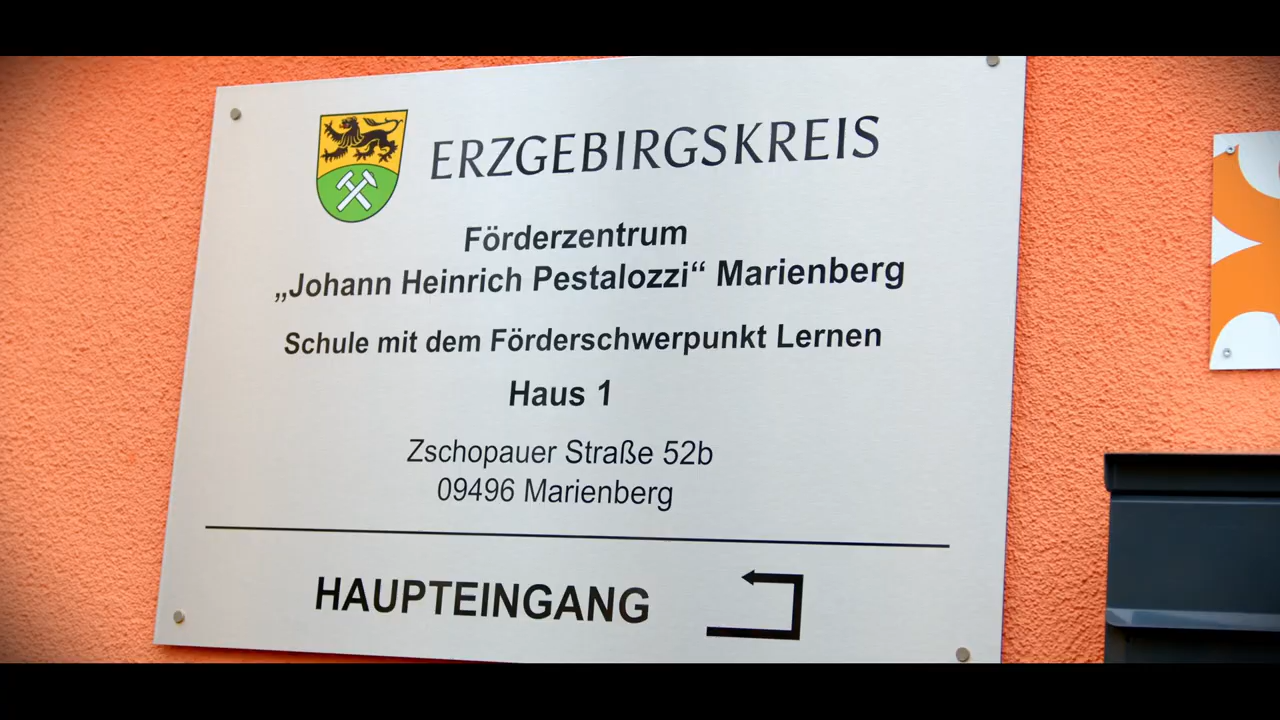 ERZGEBIRGSKREIS
Förderzentrum
„Johann Heinrich Pestalozzi“ Marienberg
Schule mit dem Förderschwerpunkt Lernen
Haus 1
Zschopauer Straße 52b
09496 Marienberg
HAUPTEINGANG